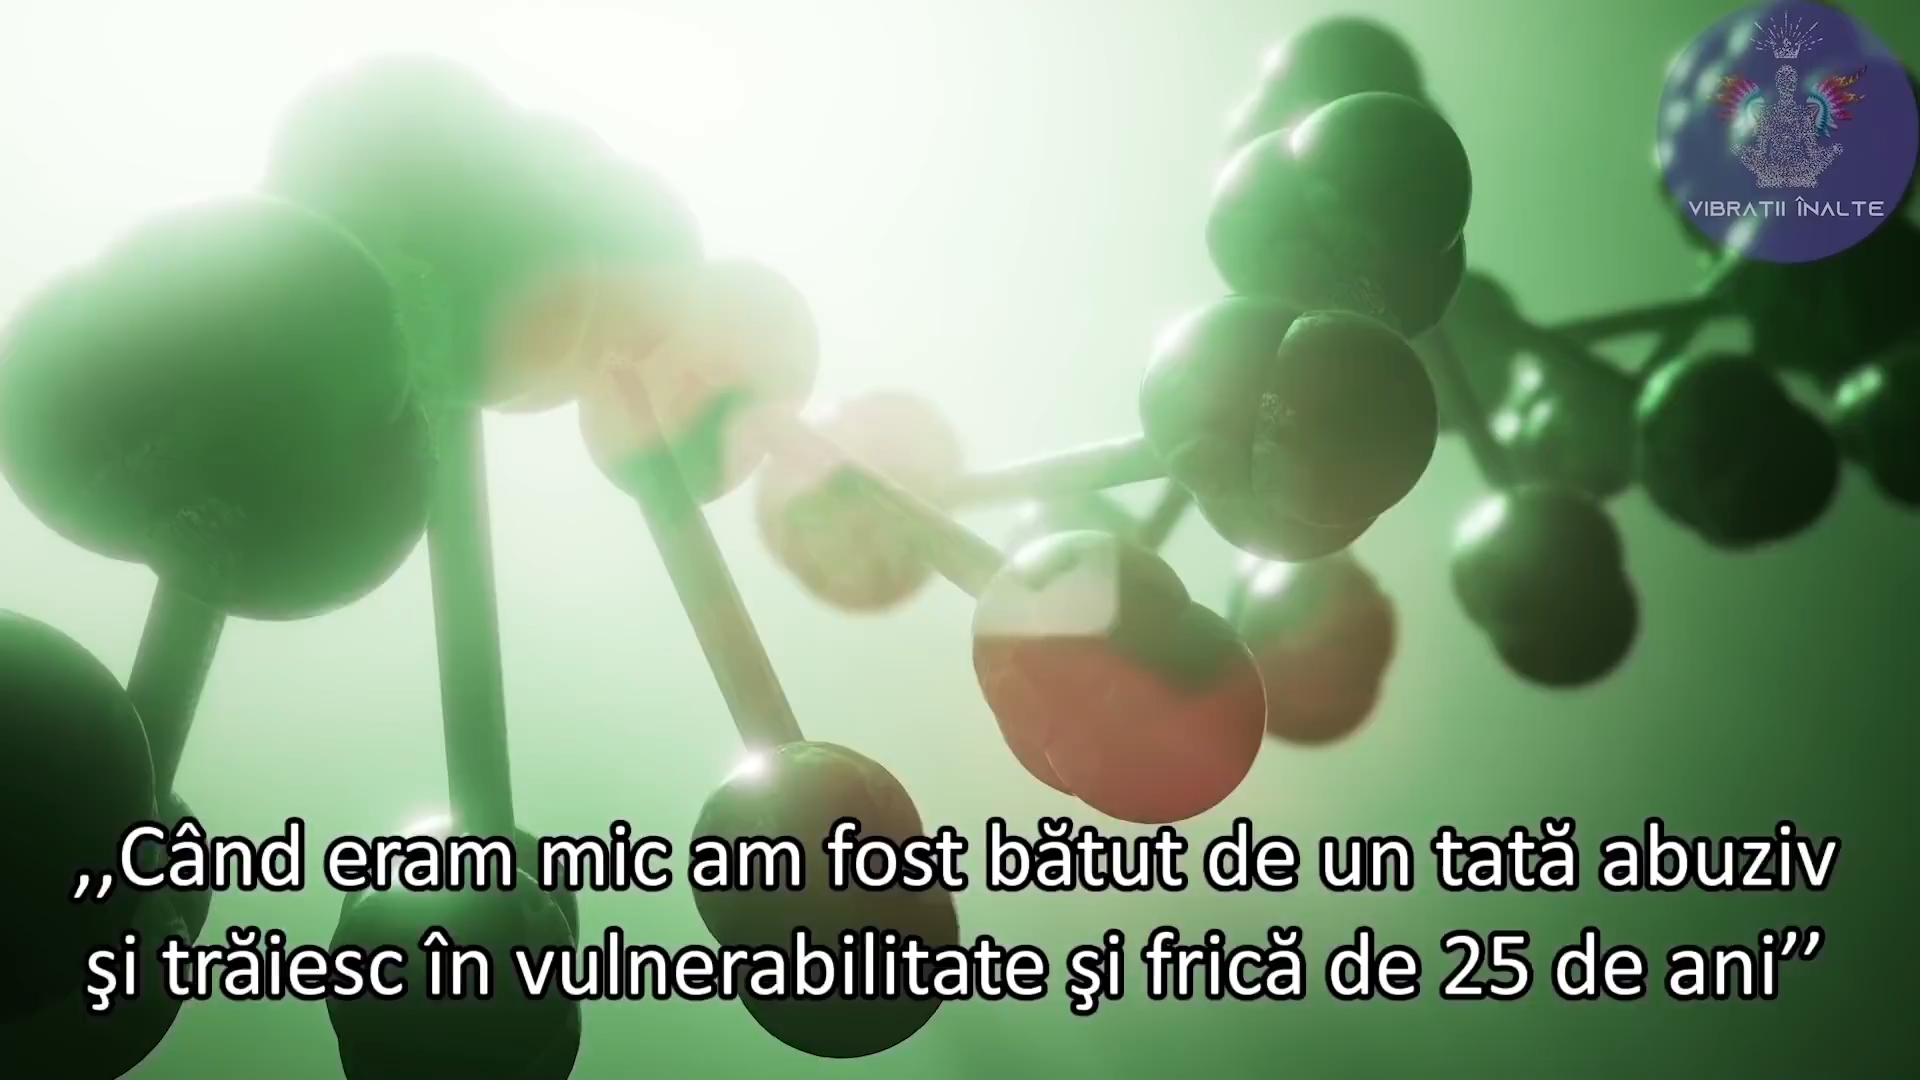 VIBRATII ÎNALTE
,,Când eram mic am fost bătut de un tată abuziv
şi trăiesc în vulnerabilitate şi frică de 25 de ani’’